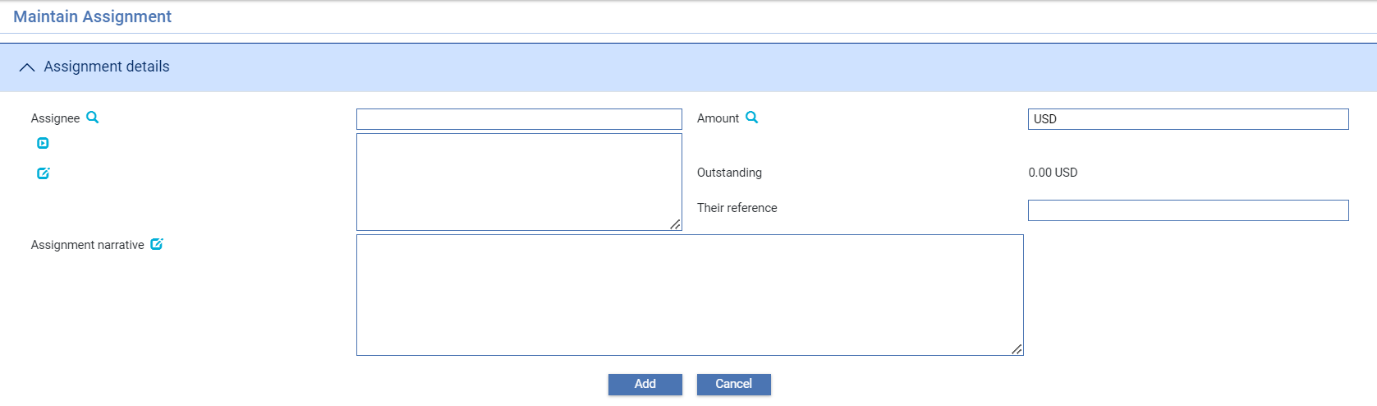 Maintain Assignment
Assignment details
Assignee
Amount
USD
Outstanding
0.00 USD
Their reference
Assignment narrative
Add
Cancel